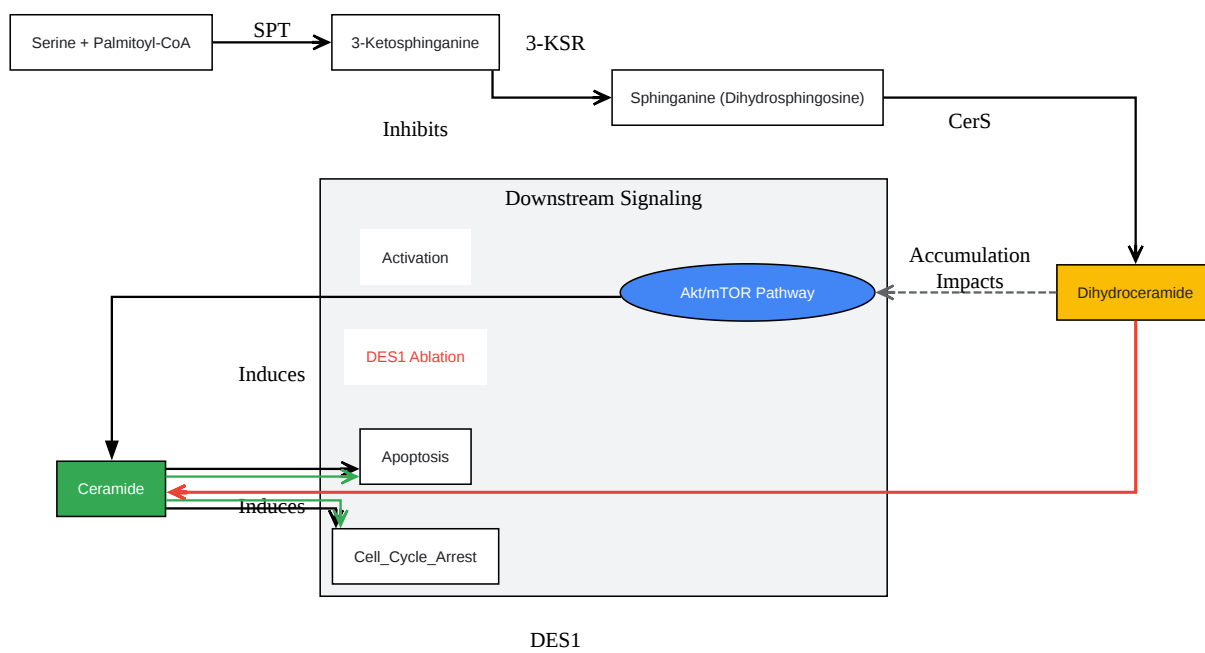 Serine + Palmitoyl-CoA
SPT
3-Ketosphinganine
3-KSR
Sphinganine (Dihydrosphingosine)
CerS
Inhibits
Downstream Signaling
Activation
Accumulation
Impacts
Akt/mTOR Pathway
Dihydroceramide
DES1 Ablation
Induces
Apoptosis
Ceramide
Induces
Cell_Cycle_Arrest
DES1